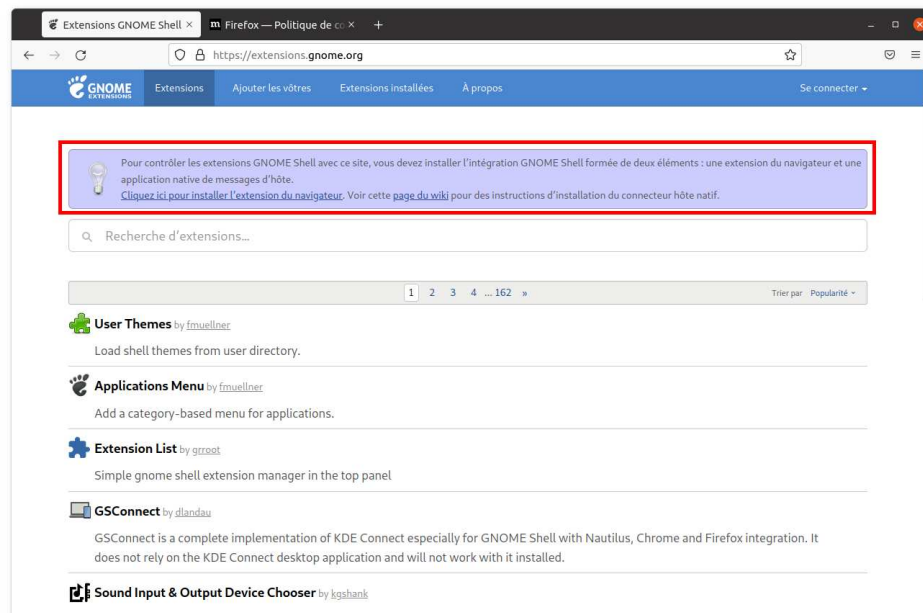 Extensions GNOME Shell ×
m Firefox — Politique de co ×
https://extensions.gnome.org
GNOME
EXTENSIONS
Extensions
Ajouter les vôtres
Extensions installées
À propos
Se connecter
Pour contrôler les extensions GNOME Shell avec ce site, vous devez installer l'intégration GNOME Shell formée de deux éléments : une extension du navigateur et une
application native de messages d'hôte.
Cliquez ici pour installer l'extension du navigateur. Voir cette page du wiki pour des instructions d'installation du connecteur hôte natif.
Recherche d'extensions...
1 2 3 4 ... 162 »
Trier par Popularité
User Themes by fmuellner
Load shell themes from user directory.
Applications Menu by fmuellner
Add a category-based menu for applications.
Extension List by grroot
Simple gnome shell extension manager in the top panel
GSConnect by dlandau
GSConnect is a complete implementation of KDE Connect especially for GNOME Shell with Nautilus, Chrome and Firefox integration. It
does not rely on the KDE Connect desktop application and will not work with it installed.
Sound Input & Output Device Chooser by kgshank